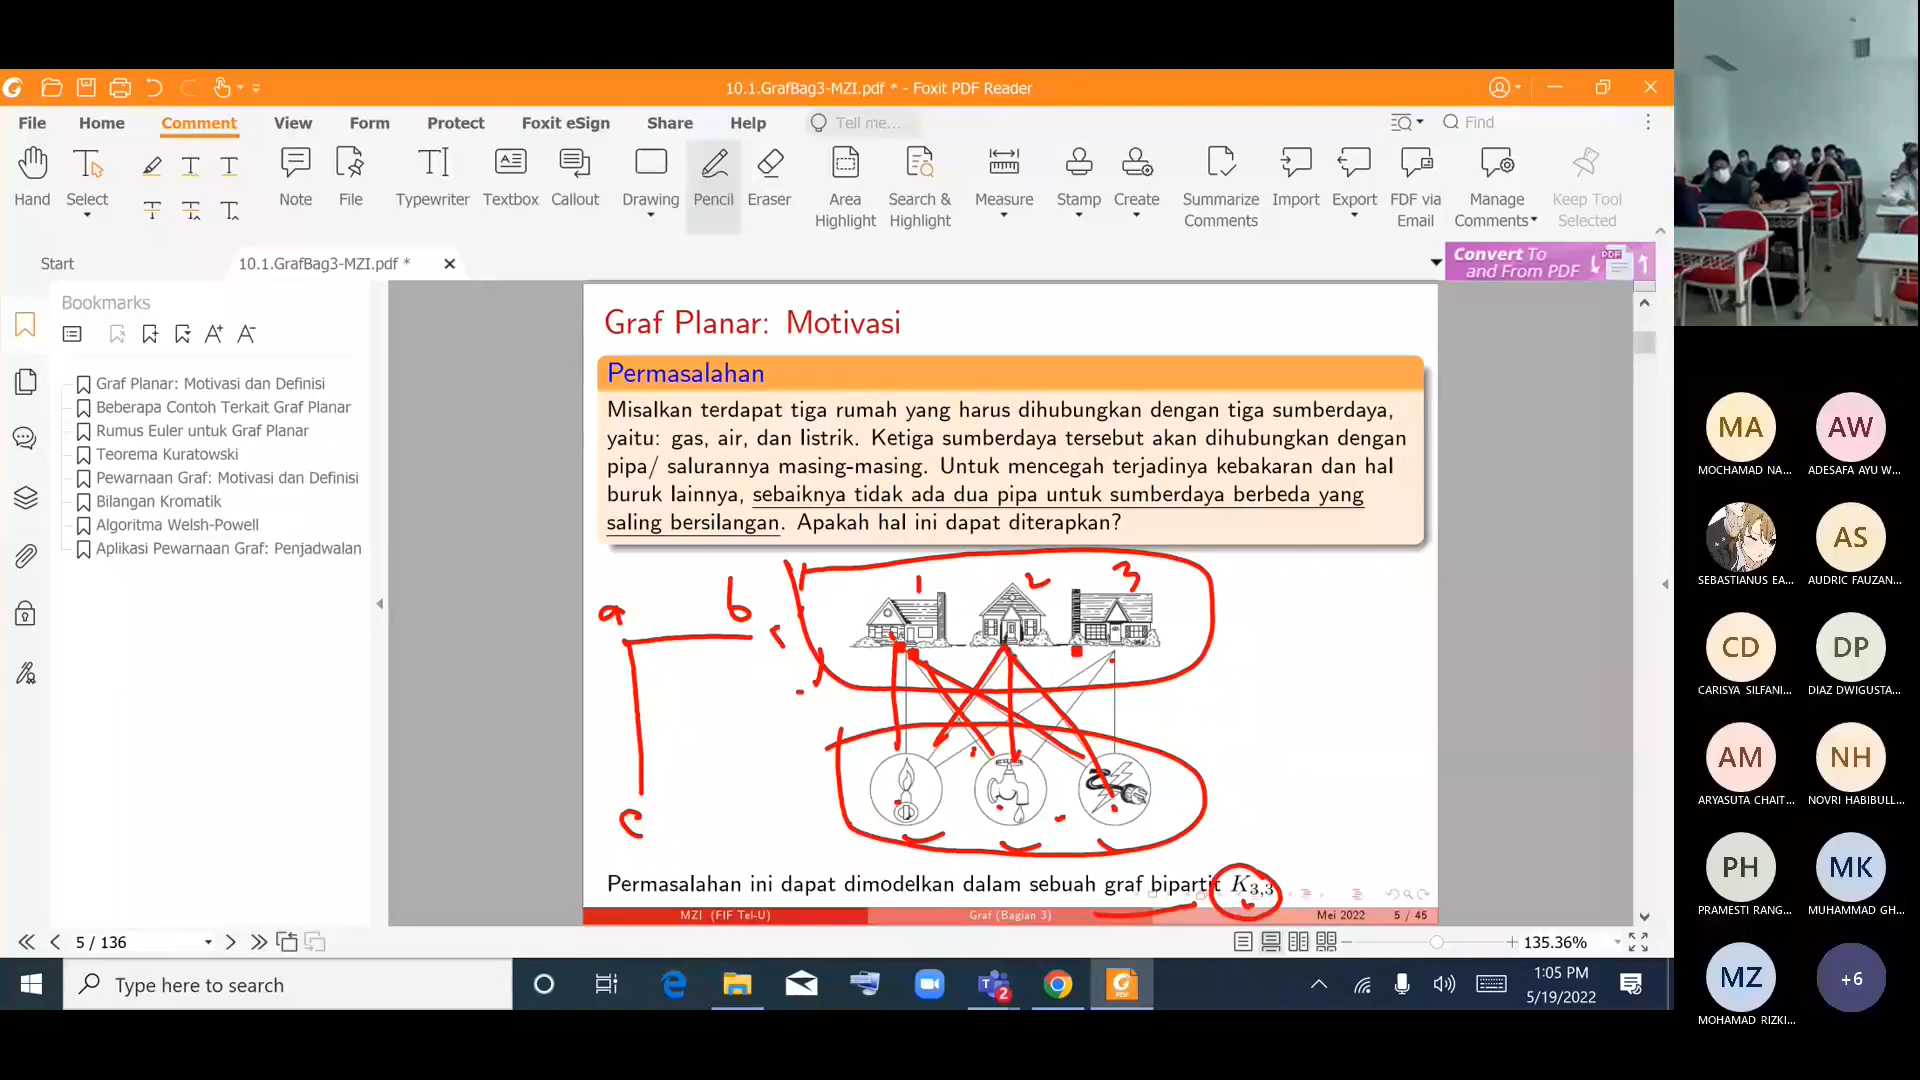 10.1.GrafBag3-MZI.pdf * - Foxit PDF Reader
File Home Comment View Form Protect Foxit eSign Share Help Tell me... Find
Hand Select Note File Typewriter Textbox Callout Drawing Pencil Eraser Area Highlight Search & Highlight Measure Stamp Create Summarize Comments Import Export FDF via Email Manage Comments Keep Tool Selected
Start 10.1.GrafBag3-MZI.pdf *
Convert To
and From PDF
PDF
Bookmarks
Graf Planar: Motivasi dan Definisi
Beberapa Contoh Terkait Graf Planar
Rumus Euler untuk Graf Planar
Teorema Kuratowski
Pewarnaan Graf: Motivasi dan Definisi
Bilangan Kromatik
Algoritma Welsh-Powell
Aplikasi Pewarnaan Graf: Penjadwalan
Graf Planar: Motivasi
Permasalahan
Misalkan terdapat tiga rumah yang harus dihubungkan dengan tiga sumberdaya,
yaitu: gas, air, dan listrik. Ketiga sumberdaya tersebut akan dihubungkan dengan
pipa/ salurannya masing-masing. Untuk mencegah terjadinya kebakaran dan hal
buruk lainnya, sebaiknya tidak ada dua pipa untuk sumberdaya berbeda yang
saling bersilangan. Apakah hal ini dapat diterapkan?
1 2 3
a b
c
Permasalahan ini dapat dimodelkan dalam sebuah graf bipartit K3,3
MZI (FIF Tel-U) Graf (Bagian 3) Mei 2022 5 / 45
5 / 136
135.36%
Type here to search
2
1:05 PM
5/19/2022
MA AW
MOCHAMAD NA... ADESAFA AYU W...
AS
SEBASTIANUS EA... AUDRIC FAUZAN...
CD DP
CARISYA SILFANI... DIAZ DWIGUSTA...
AM NH
ARYASUTA CHAIT... NOVRI HABIBULL...
PH MK
PRAMESTI RANG... MUHAMMAD GH...
MZ +6
MOHAMAD RIZKI...